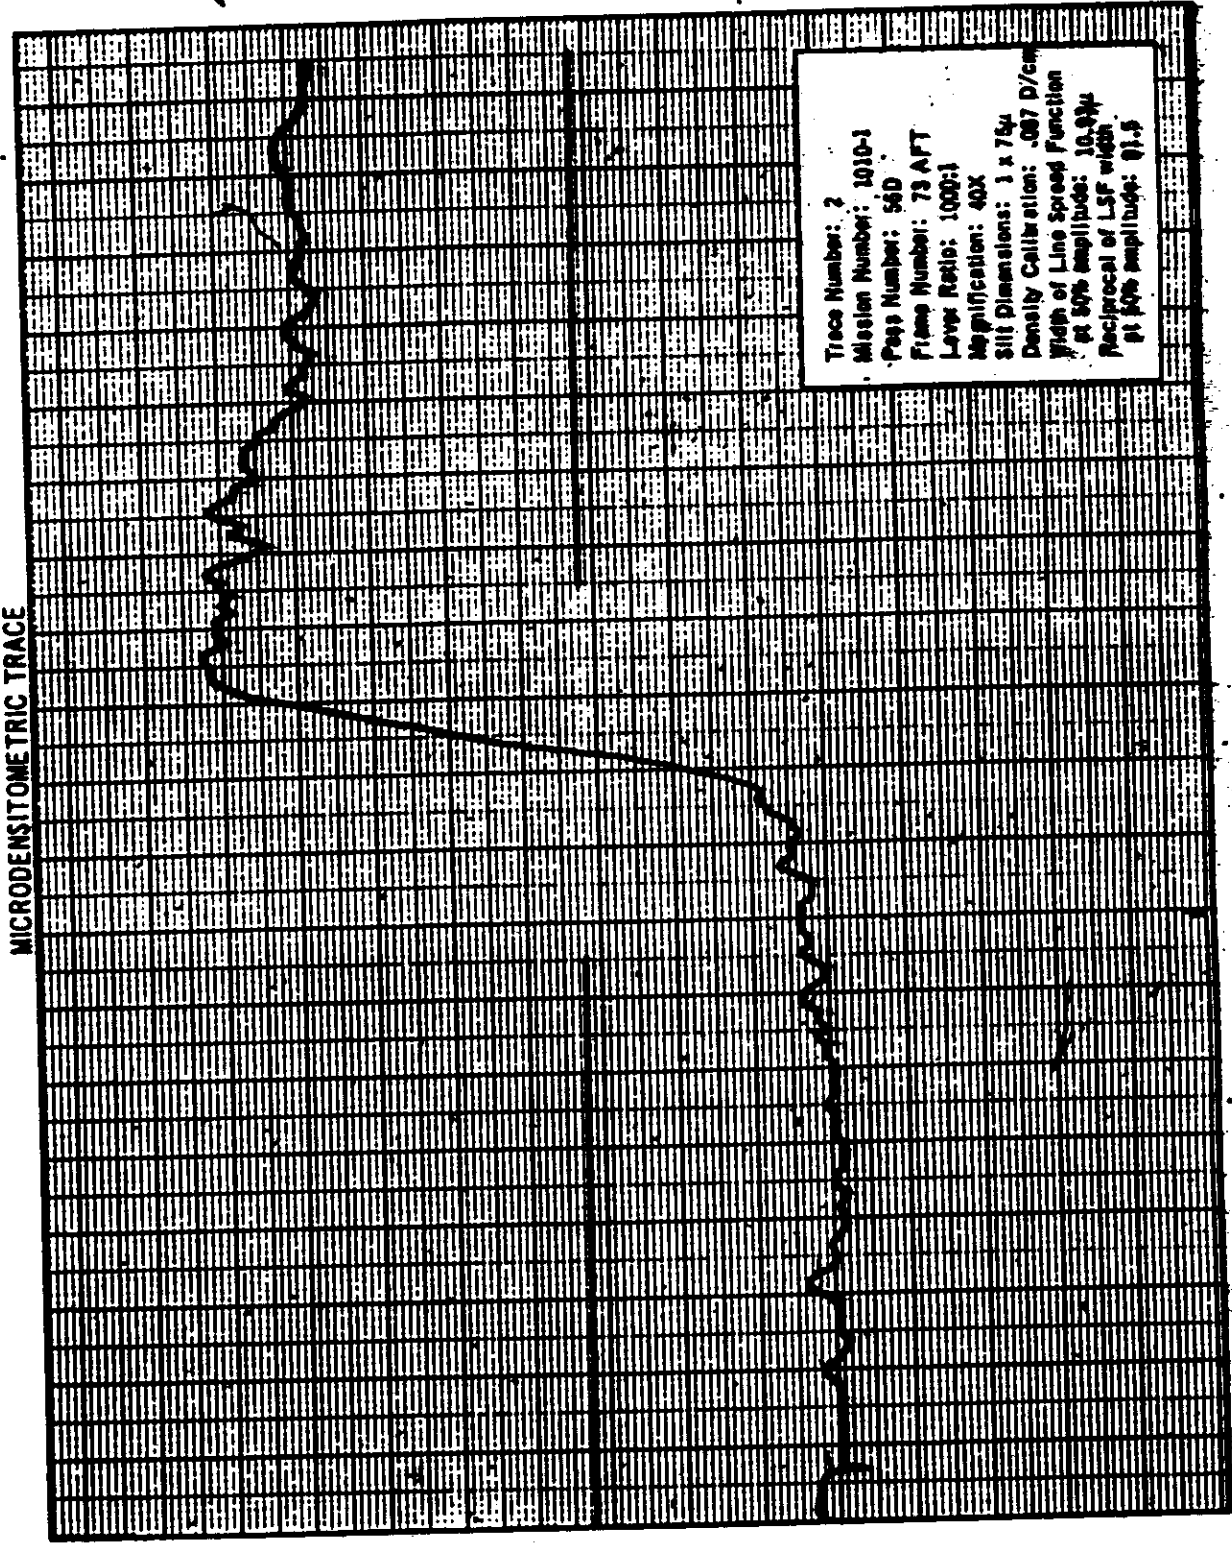 MICRODENSITOMETRIC TRACE
Trace Number: 2
Mission Number: 1010-1
Pass Number: 56D
Frame Number: 73 AFT
Lever Ratio: 1000:1
Magnification: 40X
Slit Dimensions: 1 x 75µ
Density Calibration: .087 D/cm
Width of Line Spread Function
at 50% amplitude:
Reciprocal of LSF width
at 50% amplitude: 91.5